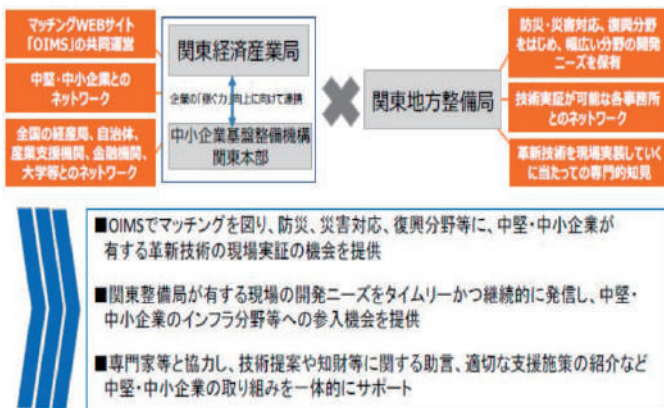 マッチングWEBサイト
「OIMS」の共同運営
中堅・中小企業との
ネットワーク
全国の経産局、自治体、
産業支援機関、金融機関、
大学等とのネットワーク
関東経済産業局
企業の「稼ぐ力」向上に向けて連携
中小企業基盤整備機構
関東本部
関東地方整備局
防災・災害対応、復興分野
をはじめ、幅広い分野の開発
ニーズを保有
技術実証が可能な各事務所
とのネットワーク
革新技術を現場実装していく
に当たっての専門的知見
■OIMSでマッチングを図り、防災、災害対応、復興分野等に、中堅・中小企業が
有する革新技術の現場実証の機会を提供
■関東整備局が有する現場の開発ニーズをタイムリーかつ継続的に発信し、中堅・
中小企業のインフラ分野等への参入機会を提供
■専門家等と協力し、技術提案や知財等に関する助言、適切な支援施策の紹介など
中堅・中小企業の取り組みを一体的にサポート